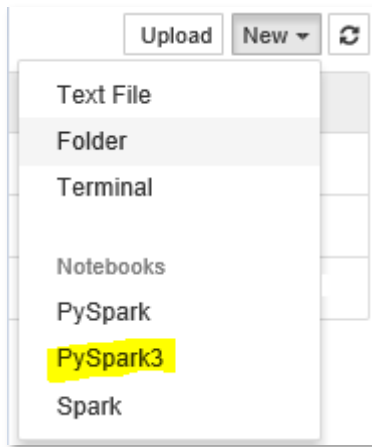 Upload New
Text File
Folder
Terminal
Notebooks
PySpark
PySpark3
Spark